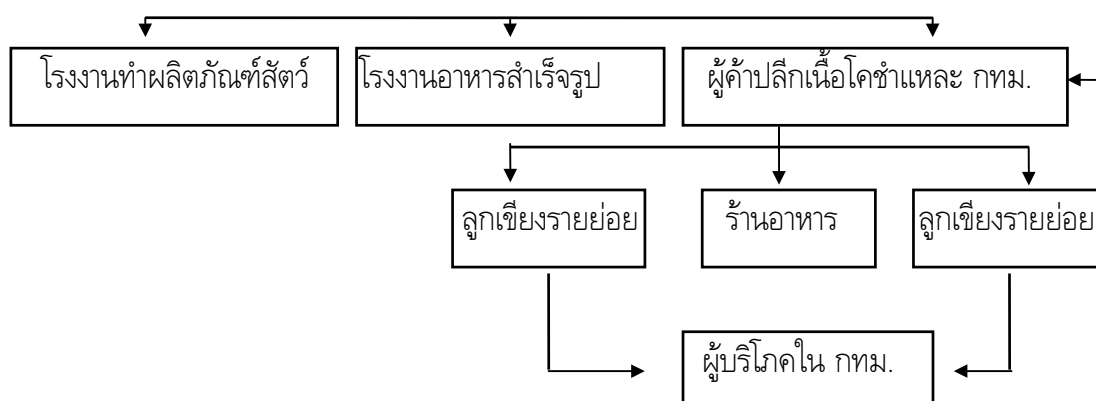 โรงงานทำผลิตภัณฑ์สัตว์
โรงงานอาหารสำเร็จรูป
ผู้ค้าปลีกเนื้อโคชำแหละ กทม.
ลูกเขียงรายย่อย
ร้านอาหาร
ลูกเขียงรายย่อย
ผู้บริโภคใน กทม.